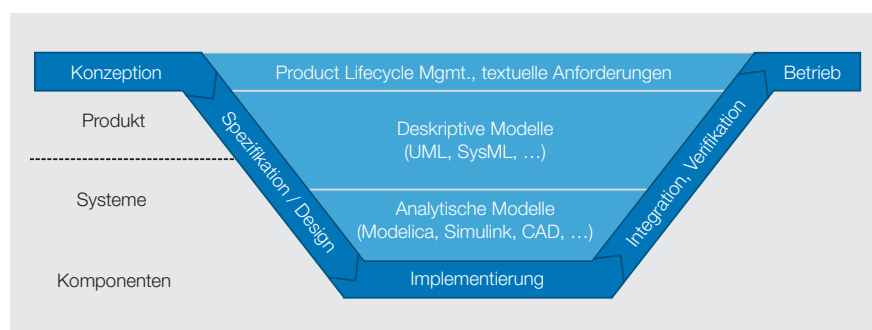 Konzeption
Product Lifecycle Mgmt., textuelle Anforderungen
Betrieb
Produkt
Spezifikation / Design
Deskriptive Modelle
(UML, SysML, …)
Integration, Verifikation
Systeme
Analytische Modelle
(Modelica, Simulink, CAD, …)
Komponenten
Implementierung